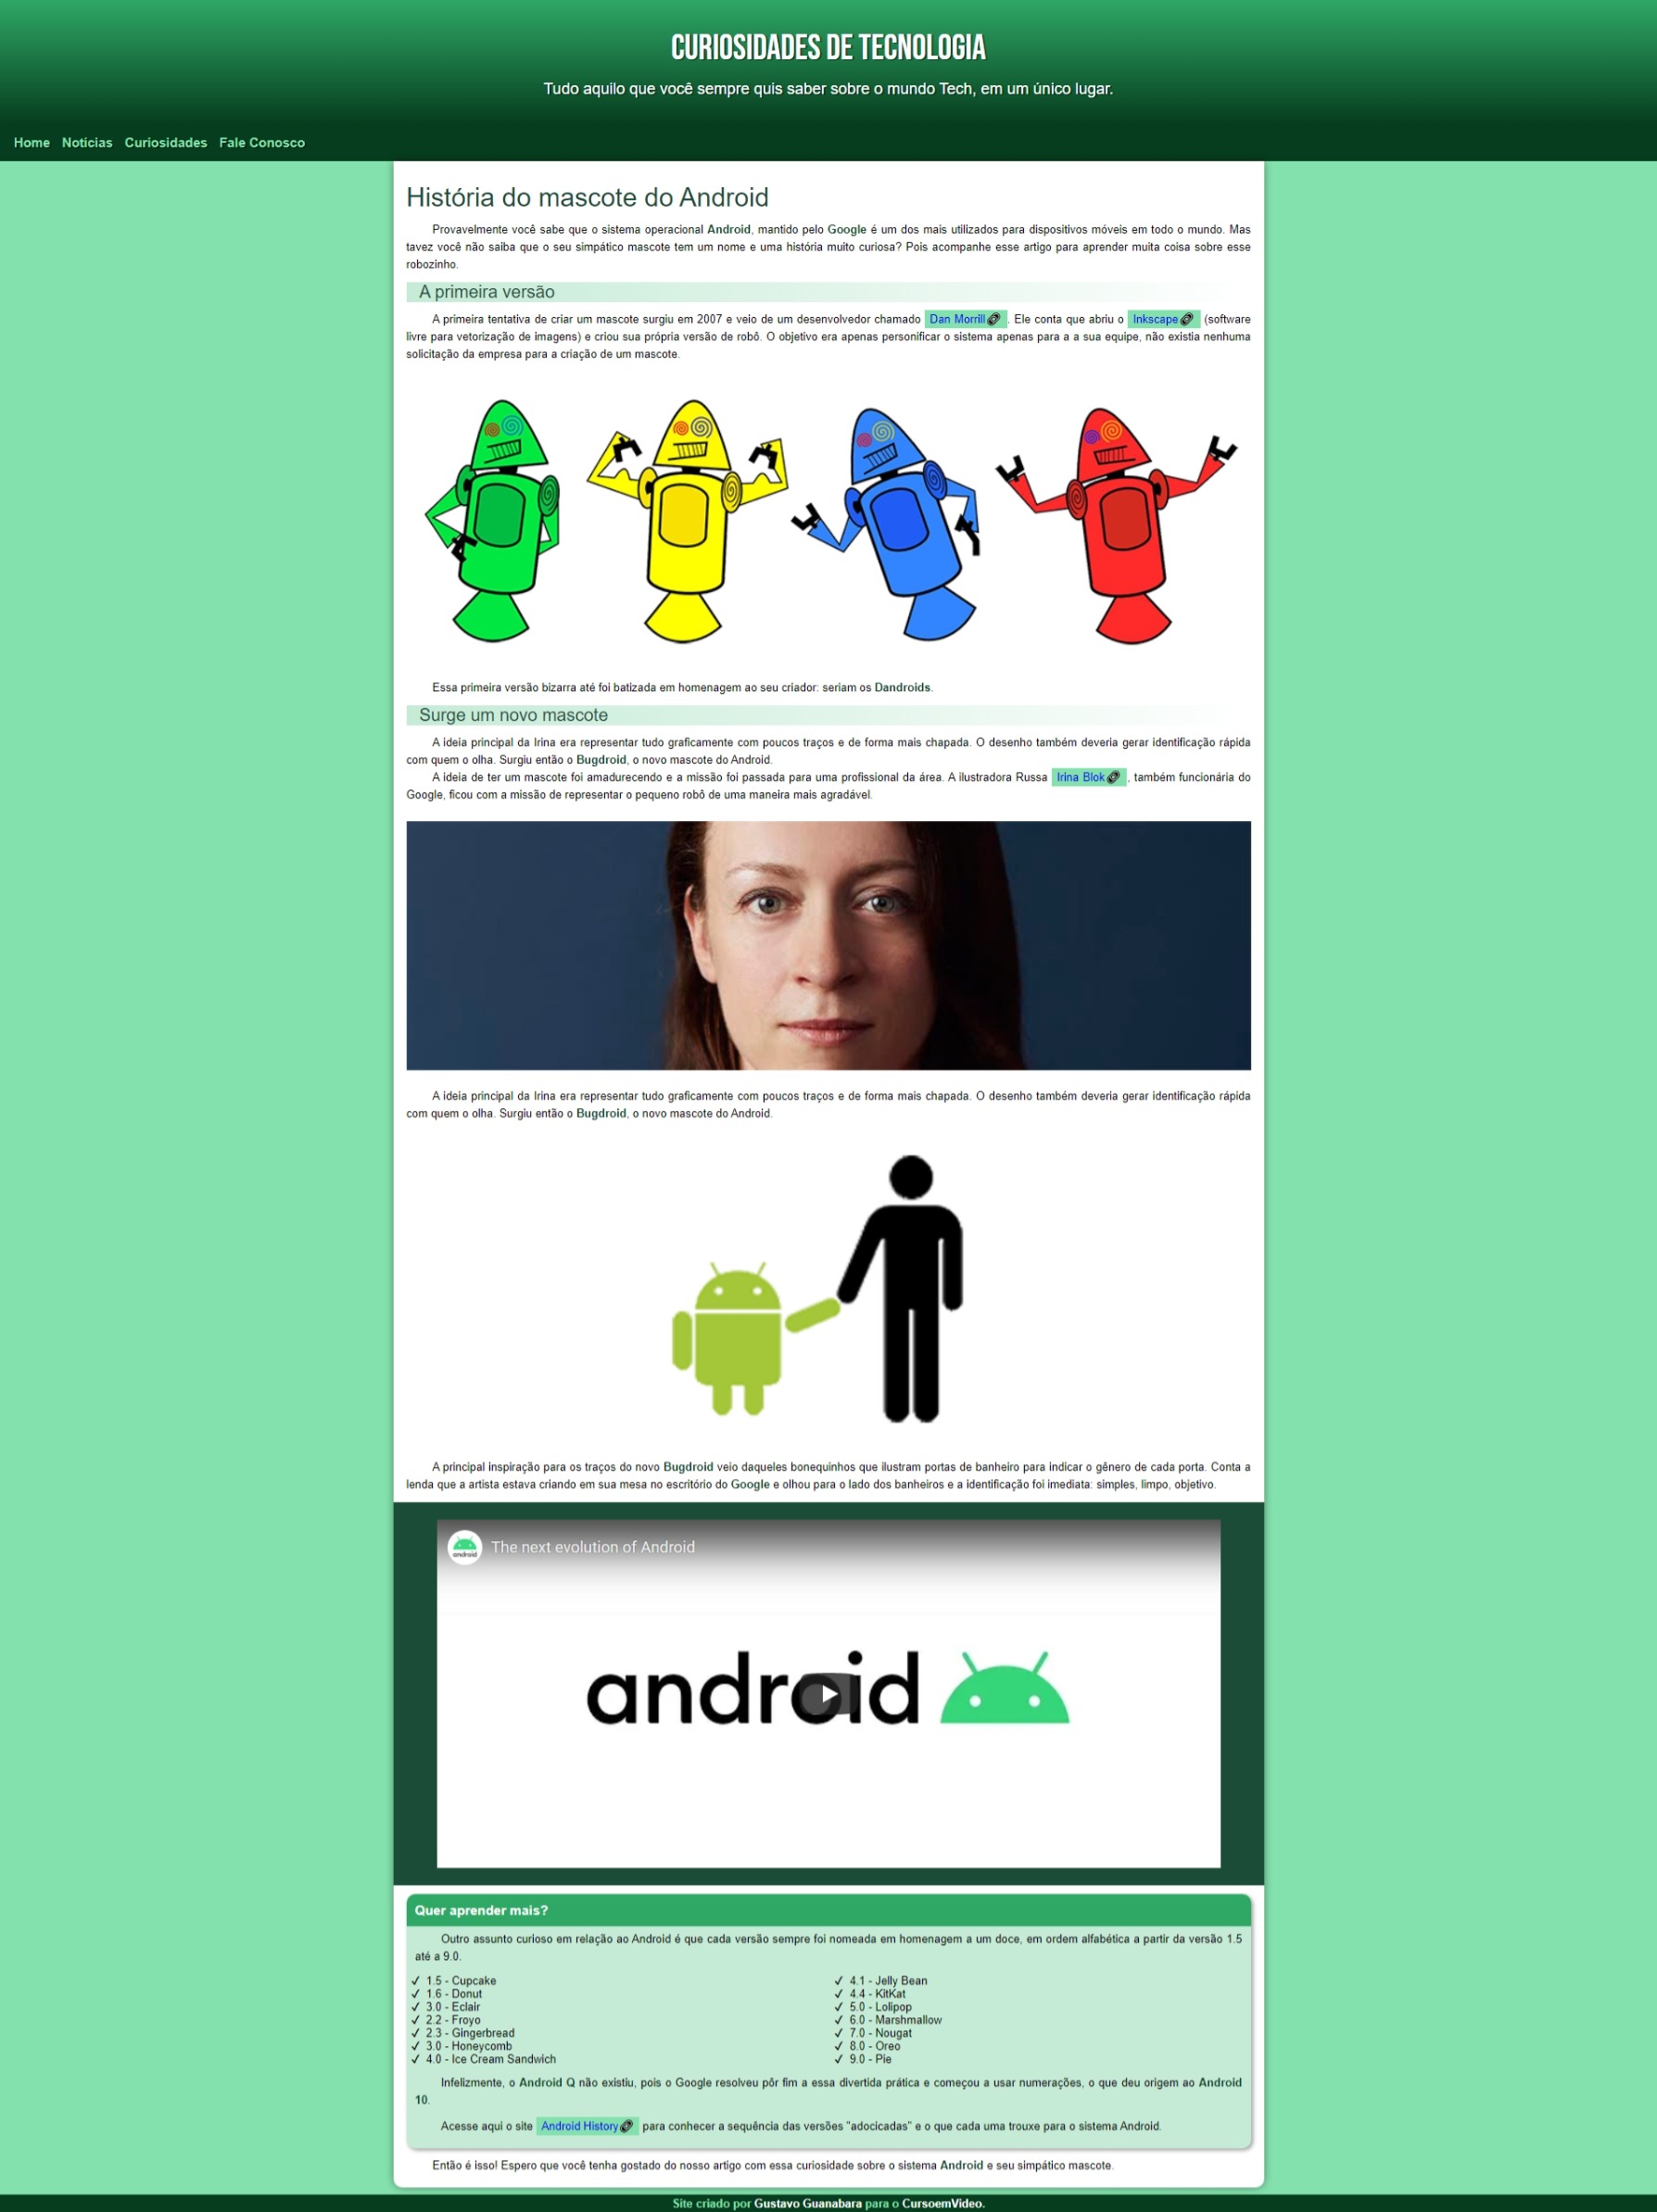 CURIOSIDADES DE TECNOLOGIA
Tudo aquilo que você sempre quis saber sobre o mundo Tech, em um único lugar.
Home Notícias Curiosidades Fale Conosco
História do mascote do Android
Provavelmente você sabe que o sistema operacional Android, mantido pelo Google é um dos mais utilizados para dispositivos móveis em todo o mundo. Mas
tavez você não saiba que o seu simpático mascote tem um nome e uma história muito curiosa? Pois acompanhe esse artigo para aprender muita coisa sobre esse
robozinho.
A primeira versão
A primeira tentativa de criar um mascote surgiu em 2007 e veio de um desenvolvedor chamado Dan Morrill. Ele conta que abriu o Inkscape (software
livre para vetorização de imagens) e criou sua própria versão de robô. O objetivo era apenas personificar o sistema apenas para a a sua equipe, não existia nenhuma
solicitação da empresa para a criação de um mascote.
Essa primeira versão bizarra até foi batizada em homenagem ao seu criador: seriam os Dandroids.
Surge um novo mascote
A ideia principal da Irina era representar tudo graficamente com poucos traços e de forma mais chapada. O desenho também deveria gerar identificação rápida
com quem o olha. Surgiu então o Bugdroid, o novo mascote do Android.
A ideia de ter um mascote foi amadurecendo e a missão foi passada para uma profissional da área. A ilustradora Russa Irina Blok, também funcionária do
Google, ficou com a missão de representar o pequeno robô de uma maneira mais agradável.
A ideia principal da Irina era representar tudo graficamente com poucos traços e de forma mais chapada. O desenho também deveria gerar identificação rápida
com quem o olha. Surgiu então o Bugdroid, o novo mascote do Android.
A principal inspiração para os traços do novo Bugdroid veio daqueles bonequinhos que ilustram portas de banheiro para indicar o gênero de cada porta. Conta a
lenda que a artista estava criando em sua mesa no escritório do Google e olhou para o lado dos banheiros e a identificação foi imediata: simples, limpo, objetivo.
android The next evolution of Android
android
Quer aprender mais?
Outro assunto curioso em relação ao Android é que cada versão sempre foi nomeada em homenagem a um doce, em ordem alfabética a partir da versão 1.5
até a 9.0.
✓ 1.5 - Cupcake
✓ 1.6 - Donut
✓ 3.0 - Eclair
✓ 2.2 - Froyo
✓ 2.3 - Gingerbread
✓ 3.0 - Honeycomb
✓ 4.0 - Ice Cream Sandwich
✓ 4.1 - Jelly Bean
✓ 4.4 - KitKat
✓ 5.0 - Lolipop
✓ 6.0 - Marshmallow
✓ 7.0 - Nougat
✓ 8.0 - Oreo
✓ 9.0 - Pie
Infelizmente, o Android Q não existiu, pois o Google resolveu pôr fim a essa divertida prática e começou a usar numerações, o que deu origem ao Android
10.
Acesse aqui o site Android History para conhecer a sequência das versões "adocicadas" e o que cada uma trouxe para o sistema Android.
Então é isso! Espero que você tenha gostado do nosso artigo com essa curiosidade sobre o sistema Android e seu simpático mascote.
Site criado por Gustavo Guanabara para o CursoemVideo.